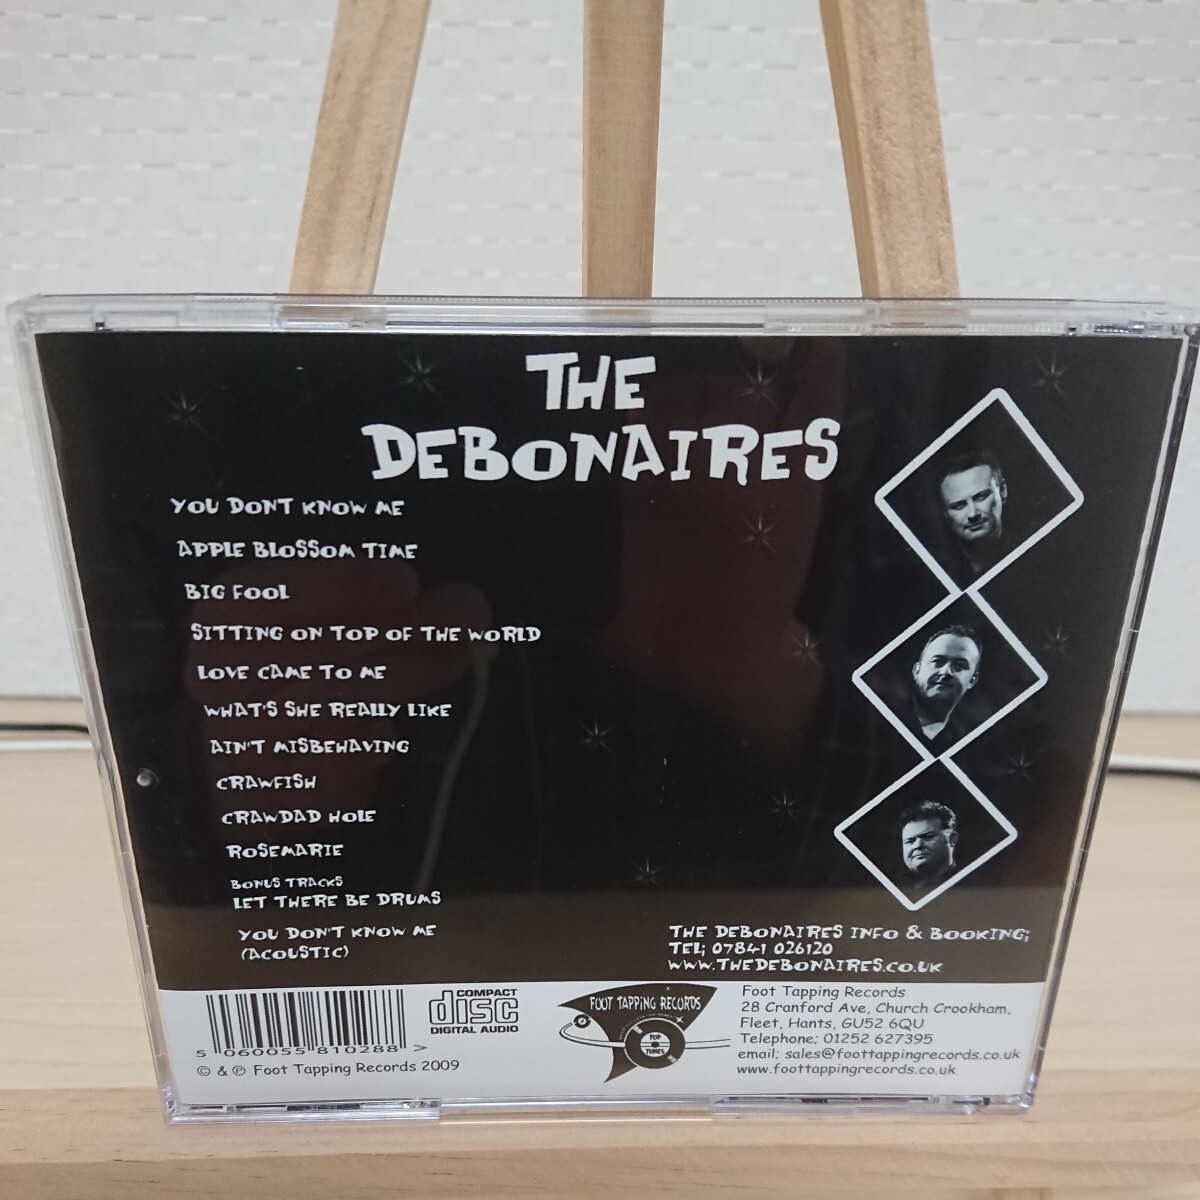 THE
DEBONAIRES
YOU DON'T KNOW ME
APPLE BLOSSOM TIME
BIG FOOL
SITTING ON TOP OF THE WORLD
LOVE CAME TO ME
WHAT'S SHE REALLY LIKE
AIN'T MISBEHAVING
CRAWFISH
CRAWDAD HOLE
ROSEMARIE
BONUS TRACKS
LET THERE BE DRUMS
YOU DON'T KNOW ME
(ACOUSTIC)
THE DEBONAIRES INFO & BOOKING;
TEL; 07841 026120
WWW.THEDEBONAIRES.CO.UK
5 060055 810288 >
© & ℗ Foot Tapping Records 2009
COMPACT
disc
DIGITAL AUDIO
FOOT TAPPING RECORDS
TOP
TUNES
Foot Tapping Records
28 Cranford Ave, Church Crookham,
Fleet, Hants, GU52 6QU
Telephone; 01252 627395
email; sales@foottappingrecords.co.uk
www.foottappingrecords.co.uk